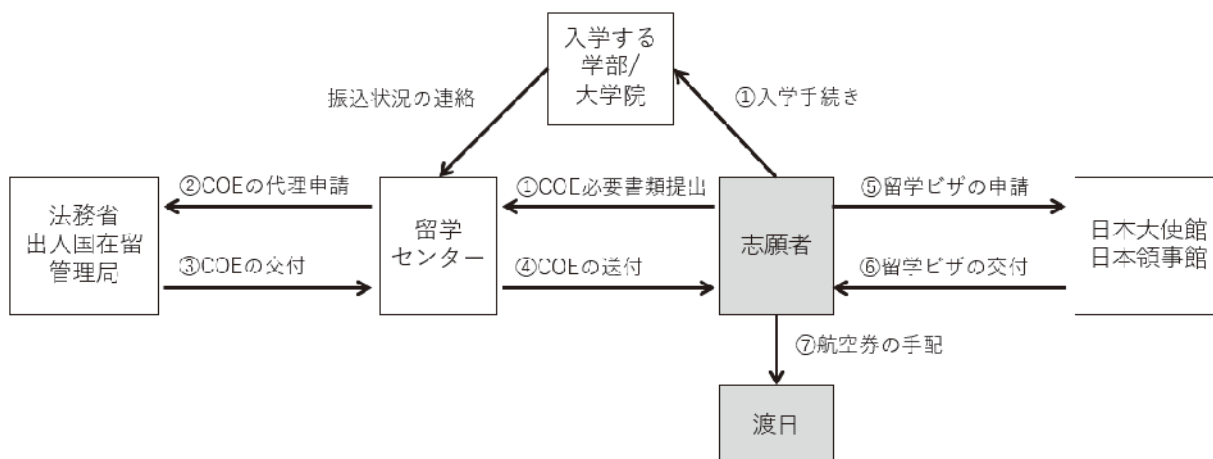 入学する
学部/
大学院
振込状況の連絡
①入学手続き
②COEの代理申請
①COE必要書類提出
⑤留学ビザの申請
法務省
出入国在留
管理局
留学
センター
志願者
日本大使館
日本領事館
③COEの交付
④COEの送付
⑥留学ビザの交付
⑦航空券の手配
渡日